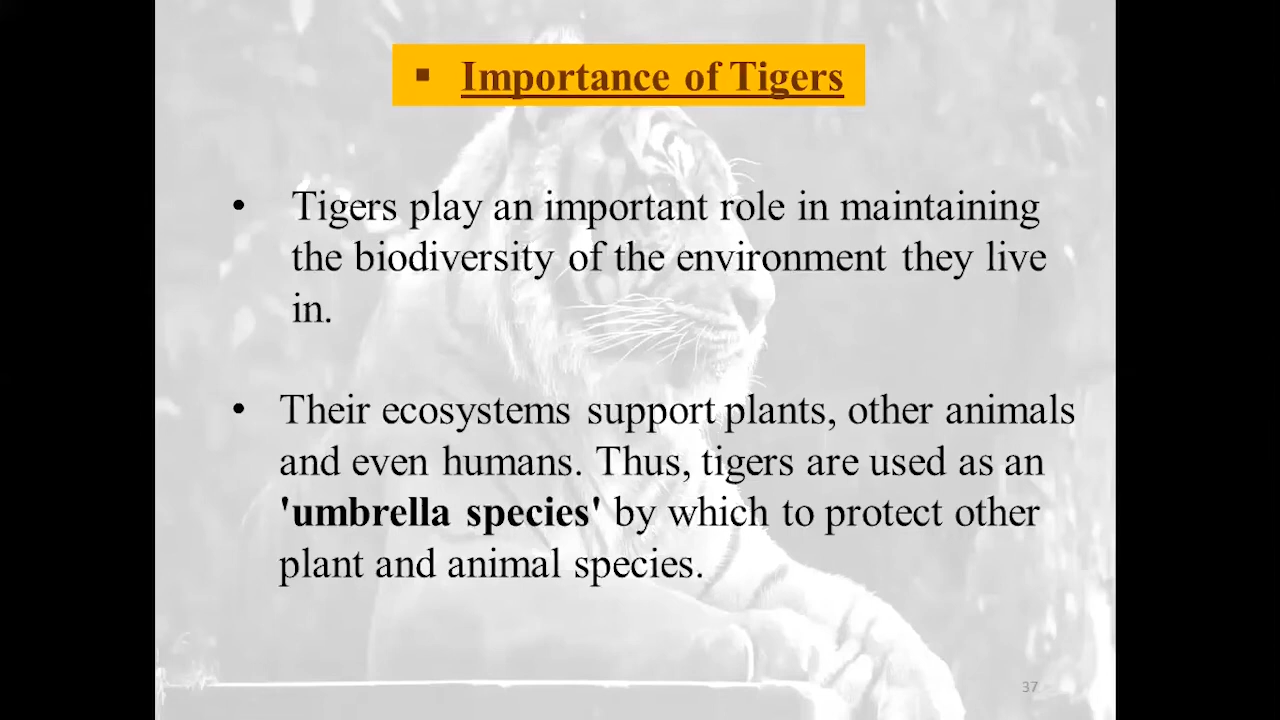 ▪ Importance of Tigers
• Tigers play an important role in maintaining
the biodiversity of the environment they live
in.
• Their ecosystems support plants, other animals
and even humans. Thus, tigers are used as an
'umbrella species' by which to protect other
plant and animal species.
37